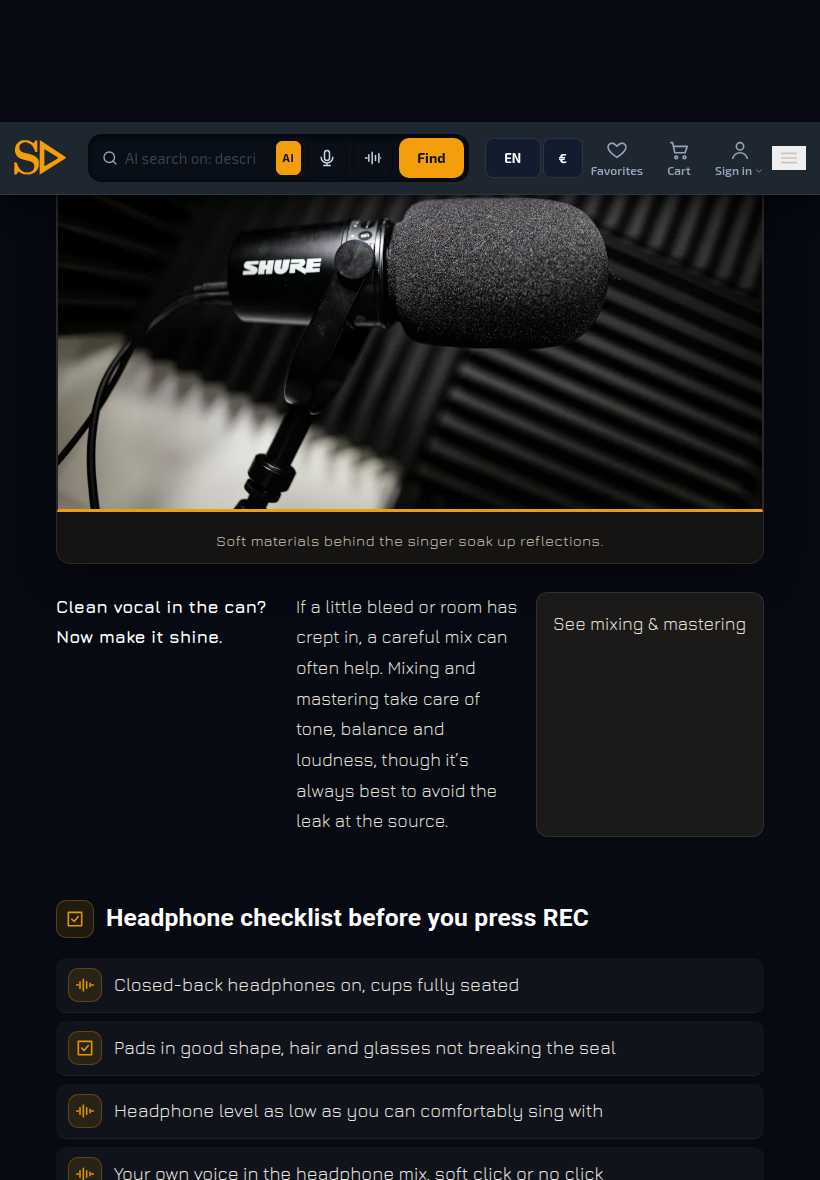 SD
AI search on: descri
AI
Find
EN
€
Favorites
Cart
Sign in
SHURE
Soft materials behind the singer soak up reflections.
Clean vocal in the can?
Now make it shine.
If a little bleed or room has
crept in, a careful mix can
often help. Mixing and
mastering take care of
tone, balance and
loudness, though it’s
always best to avoid the
leak at the source.
See mixing & mastering
Headphone checklist before you press REC
Closed-back headphones on, cups fully seated
Pads in good shape, hair and glasses not breaking the seal
Headphone level as low as you can comfortably sing with
Your own voice in the headphone mix, soft click or no click